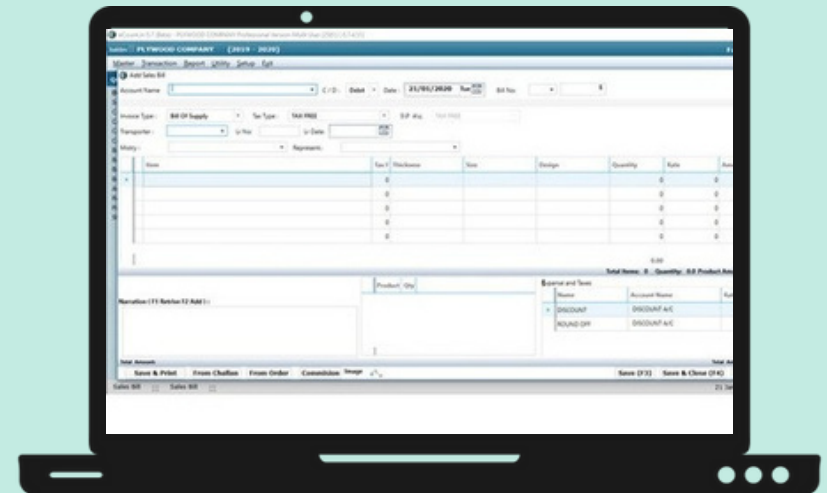 PLYWOOD COMPANY (2019 - 2020)
Master Transaction Report Utility Setup Exit
Add Sales Bill
Account Name C / D : Debit Date : 21/01/2020 Tue Bill No.
Invoice Type : Bill Of Supply Tax Type : TAX FREE TAX FREE
Transporter : Lr No Lr Date
Represent:
Item Tax Y Thickness Size Design Quantity Rate
0 0 0
0 0 0
0 0 0
0 0 0
0 0 0
0.00
Total Items: 0 Quantity: 0.0 Product
Product Qty
Expense and Taxes
Name Account Name
Narration ( F1 Retrive F2 Add ) :
DISCOUNT DISCOUNT A/C
ROUND OFF DISCOUNT A/C
Total Amount
Save & Print From Challan From Order Commision Image Save (F3) Save & Close (F4)
Sales Bill Sales Bill